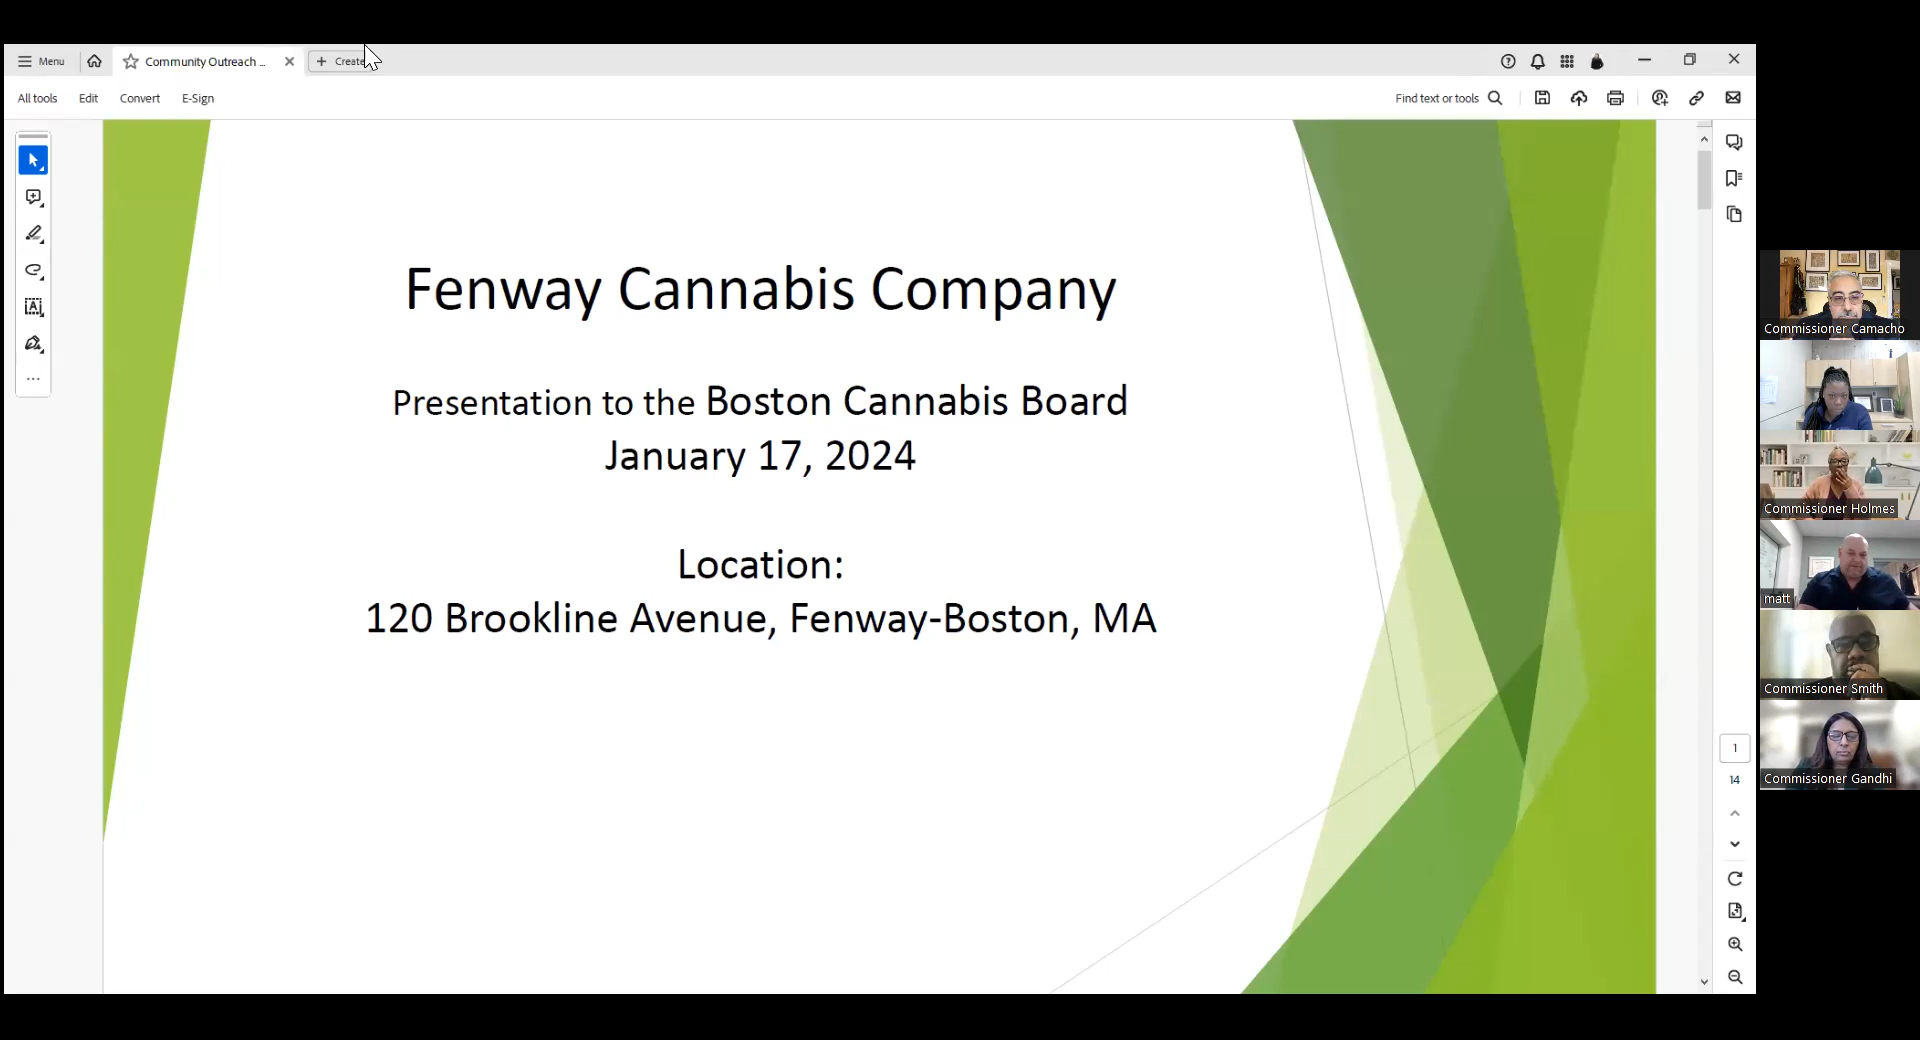 Menu
Community Outreach ...
Create
All tools
Edit
Convert
E-Sign
Find text or tools
Fenway Cannabis Company
Presentation to the Boston Cannabis Board
January 17, 2024
Location:
120 Brookline Avenue, Fenway-Boston, MA
Commissioner Camacho
Commissioner Holmes
matt
Commissioner Smith
Commissioner Gandhi
1
14